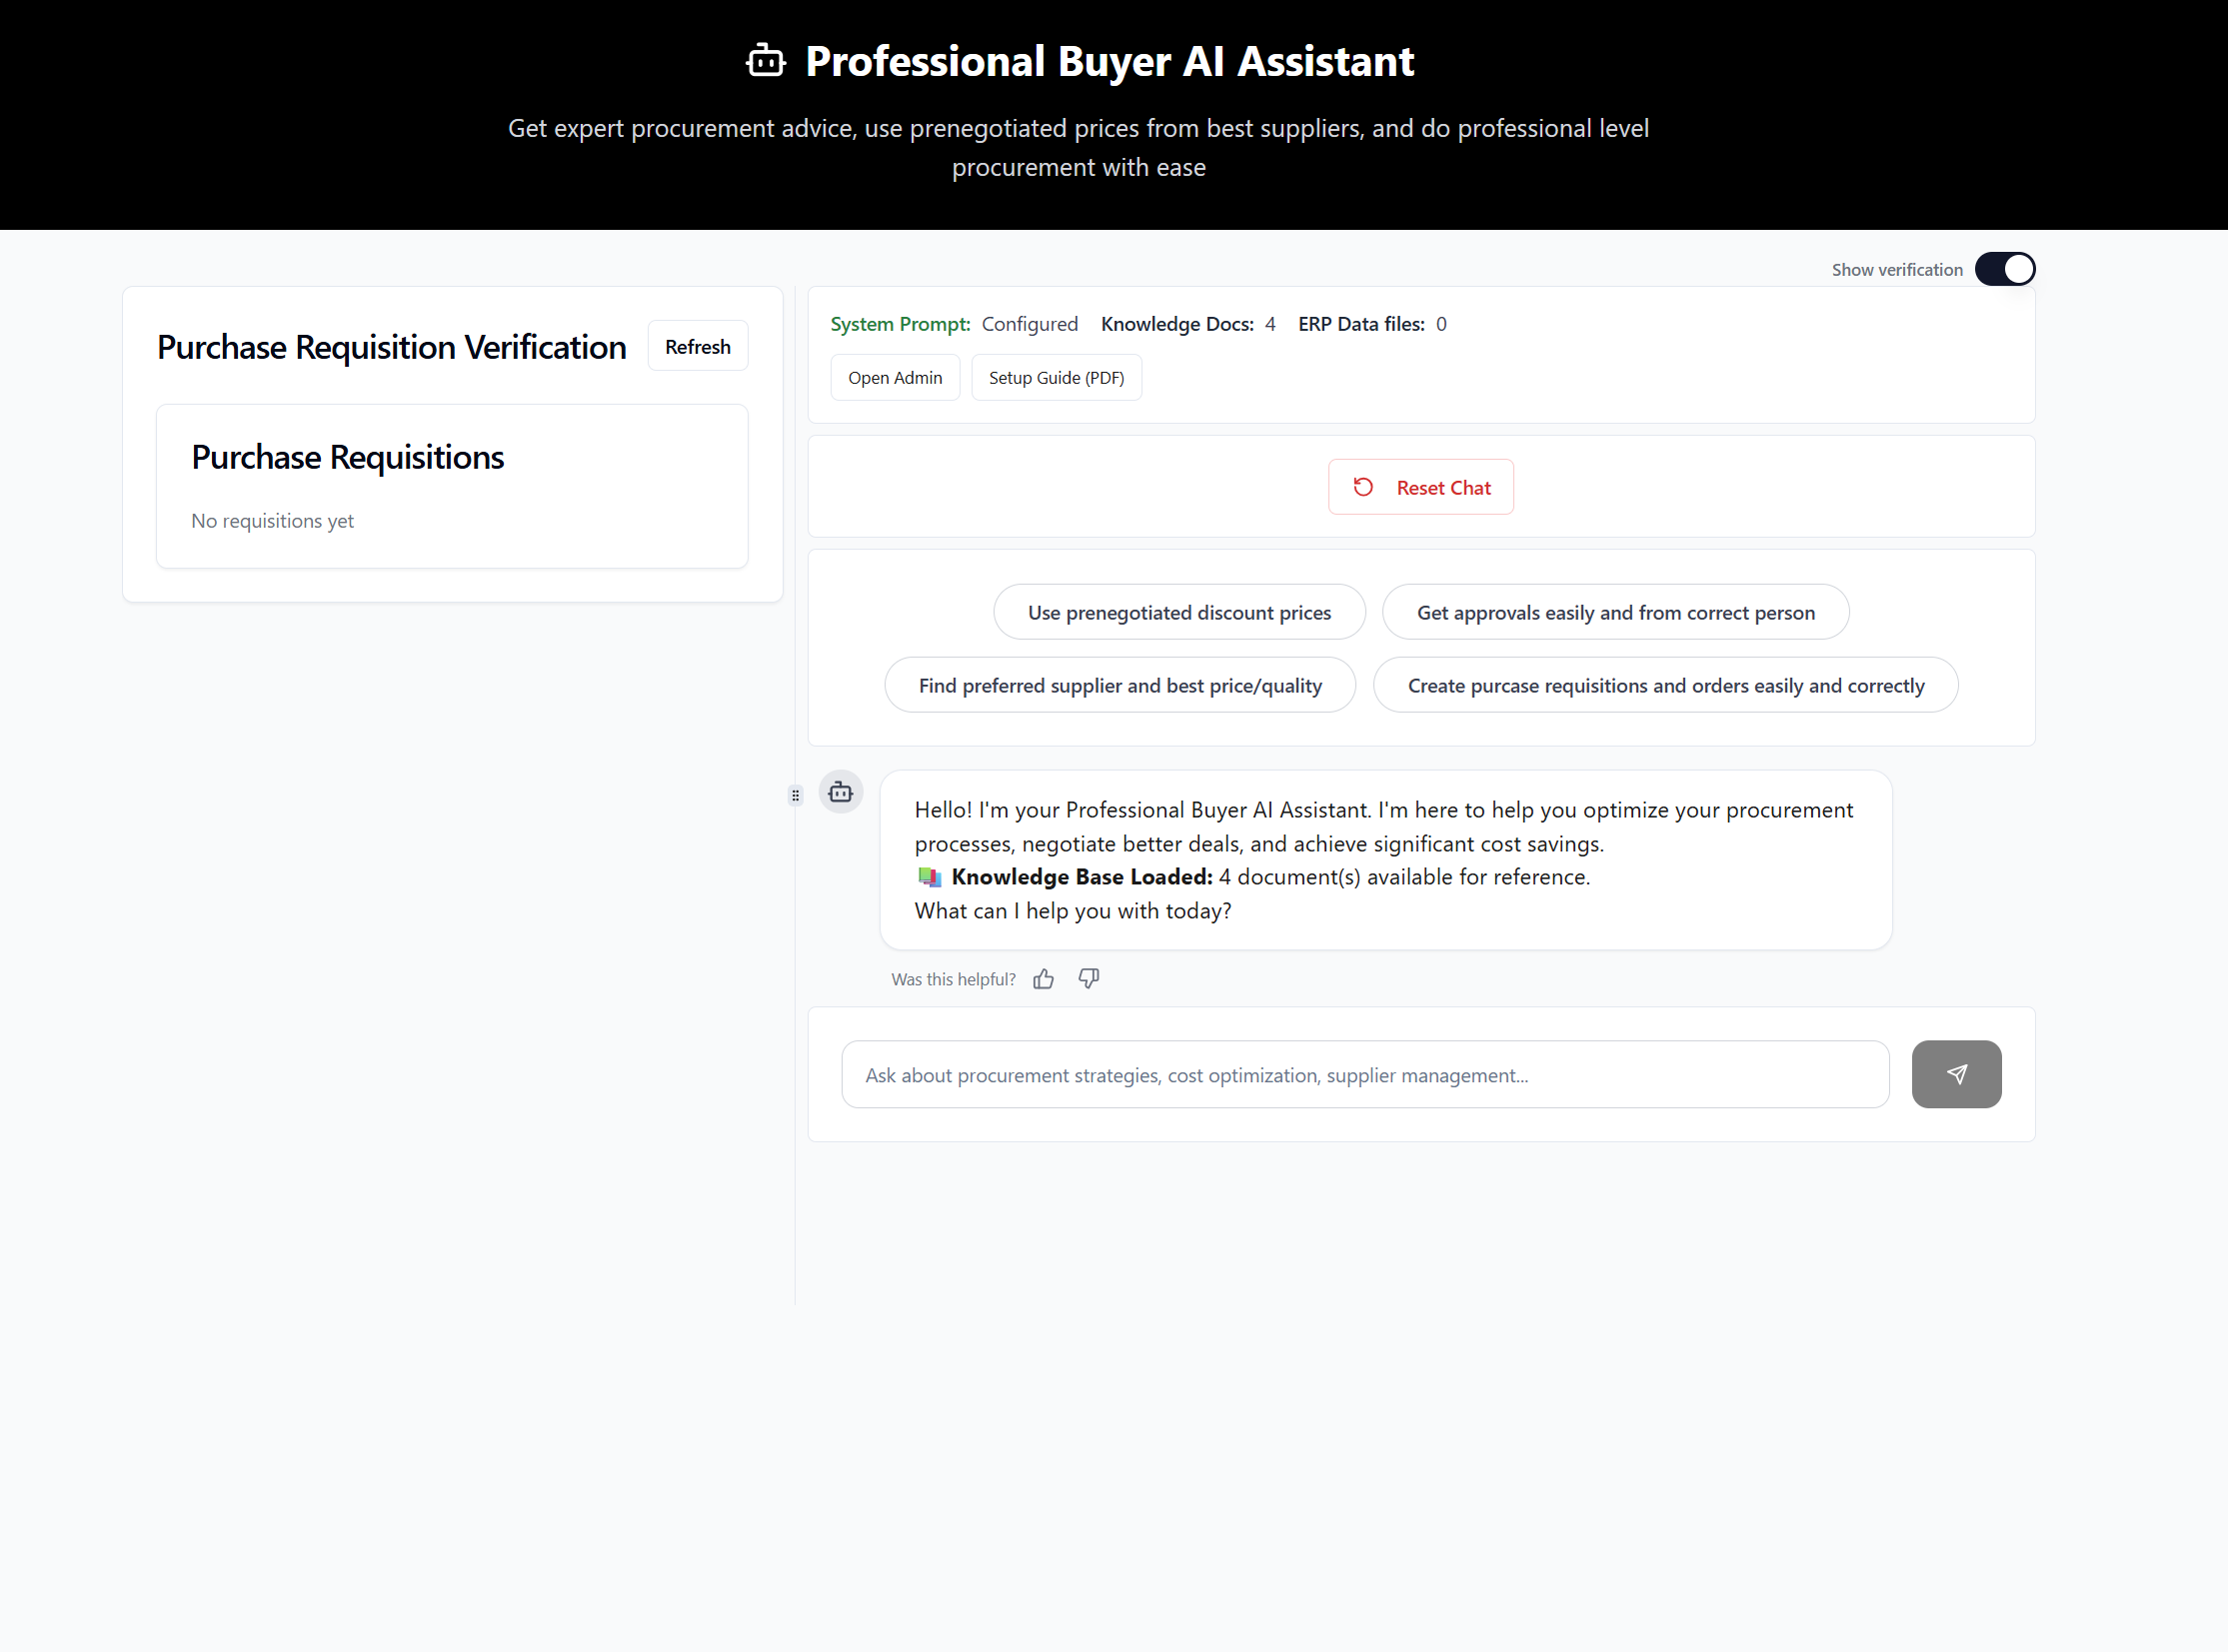 Professional Buyer AI Assistant
Get expert procurement advice, use prenegotiated prices from best suppliers, and do professional level
procurement with ease
Show verification
Purchase Requisition Verification
Refresh
Purchase Requisitions
No requisitions yet
System Prompt: Configured Knowledge Docs: 4 ERP Data files: 0
Open Admin Setup Guide (PDF)
Reset Chat
Use prenegotiated discount prices Get approvals easily and from correct person
Find preferred supplier and best price/quality Create purcase requisitions and orders easily and correctly
Hello! I'm your Professional Buyer AI Assistant. I'm here to help you optimize your procurement
processes, negotiate better deals, and achieve significant cost savings.
📚 Knowledge Base Loaded: 4 document(s) available for reference.
What can I help you with today?
Was this helpful?
Ask about procurement strategies, cost optimization, supplier management...